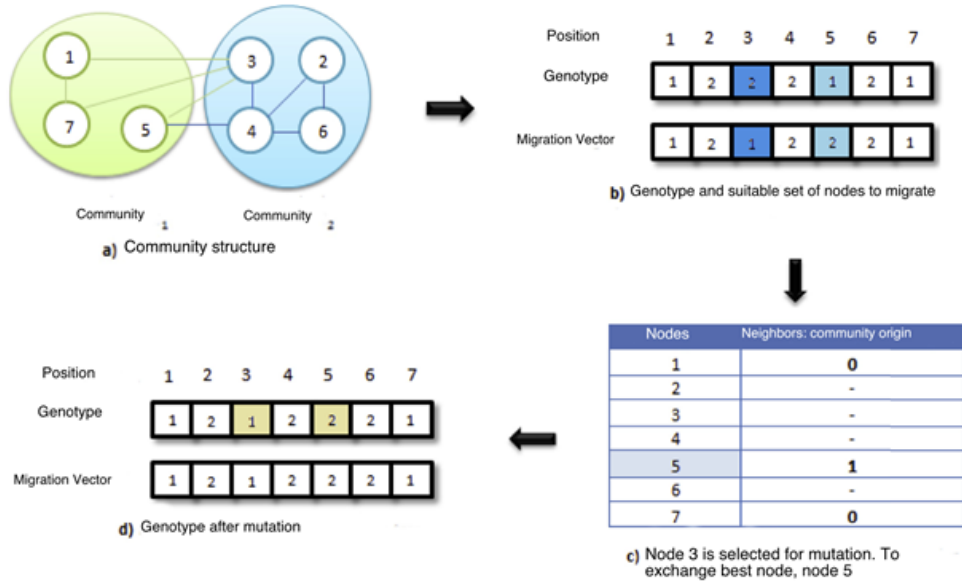 1
3
2
7
5
4
6
Community 1
Community 2
a) Community structure
Position 1 2 3 4 5 6 7
Genotype 1 2 2 2 1 2 1
Migration Vector 1 2 1 2 2 2 1
b) Genotype and suitable set of nodes to migrate
Nodes Neighbors: community origin
1 0
2 -
3 -
4 -
5 1
6 -
7 0
c) Node 3 is selected for mutation. To
exchange best node, node 5
Position 1 2 3 4 5 6 7
Genotype 1 2 1 2 2 2 1
Migration Vector 1 2 1 2 2 2 1
d) Genotype after mutation